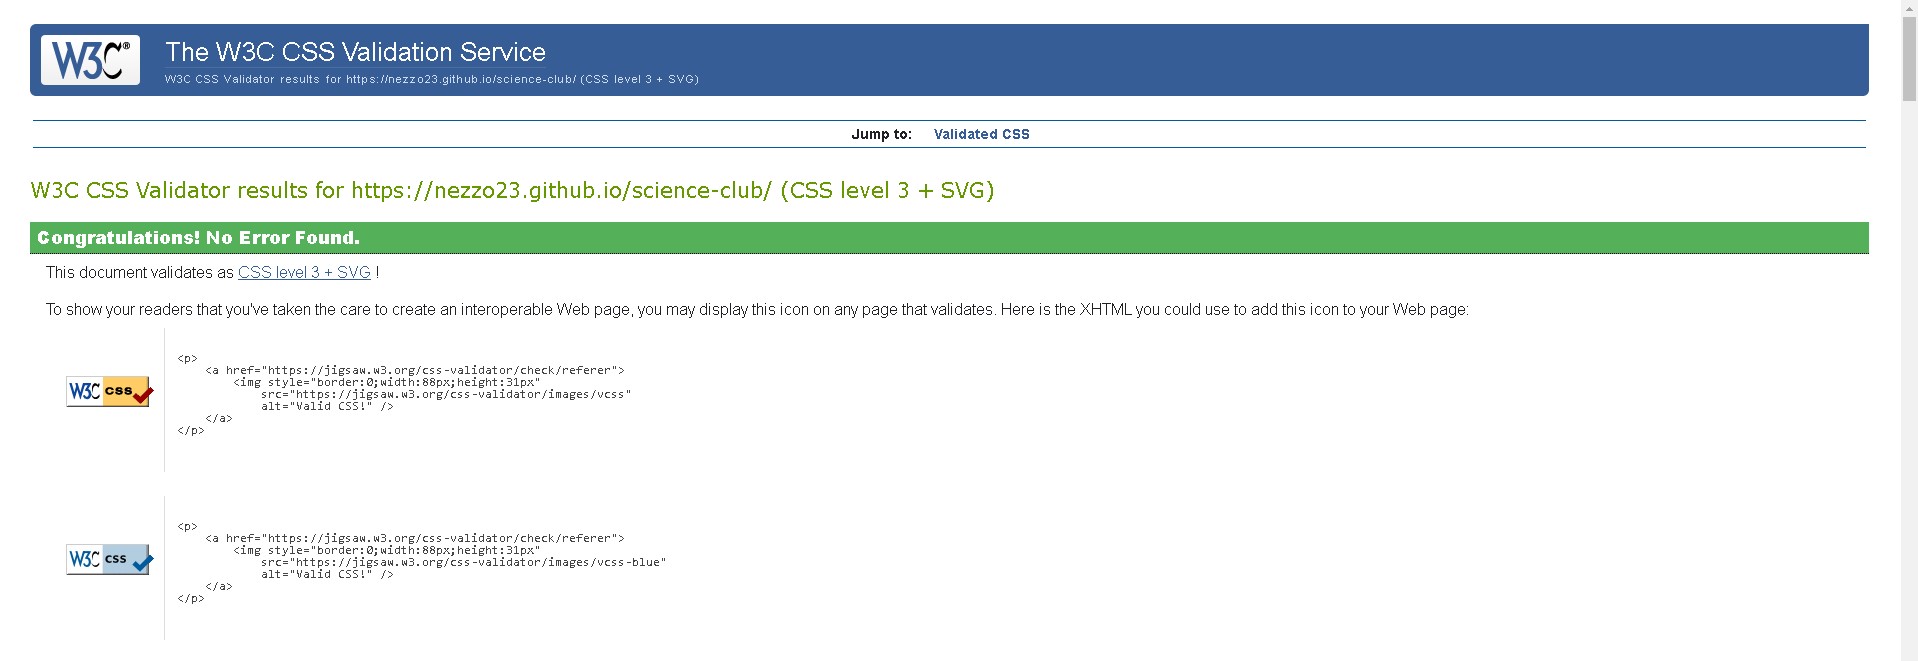 W3C®
The W3C CSS Validation Service
W3C CSS Validator results for https://nezzo23.github.io/science-club/ (CSS level 3 + SVG)
Jump to: Validated CSS
W3C CSS Validator results for https://nezzo23.github.io/science-club/ (CSS level 3 + SVG)
Congratulations! No Error Found.
This document validates as CSS level 3 + SVG !
To show your readers that you've taken the care to create an interoperable Web page, you may display this icon on any page that validates. Here is the XHTML you could use to add this icon to your Web page:
W3C css
<p>
<a href="https://jigsaw.w3.org/css-validator/check/referer">
<img style="border:0;width:88px;height:31px"
src="https://jigsaw.w3.org/css-validator/images/vcss"
alt="Valid CSS!" />
</a>
</p>
W3C css
<p>
<a href="https://jigsaw.w3.org/css-validator/check/referer">
<img style="border:0;width:88px;height:31px"
src="https://jigsaw.w3.org/css-validator/images/vcss-blue"
alt="Valid CSS!" />
</a>
</p>